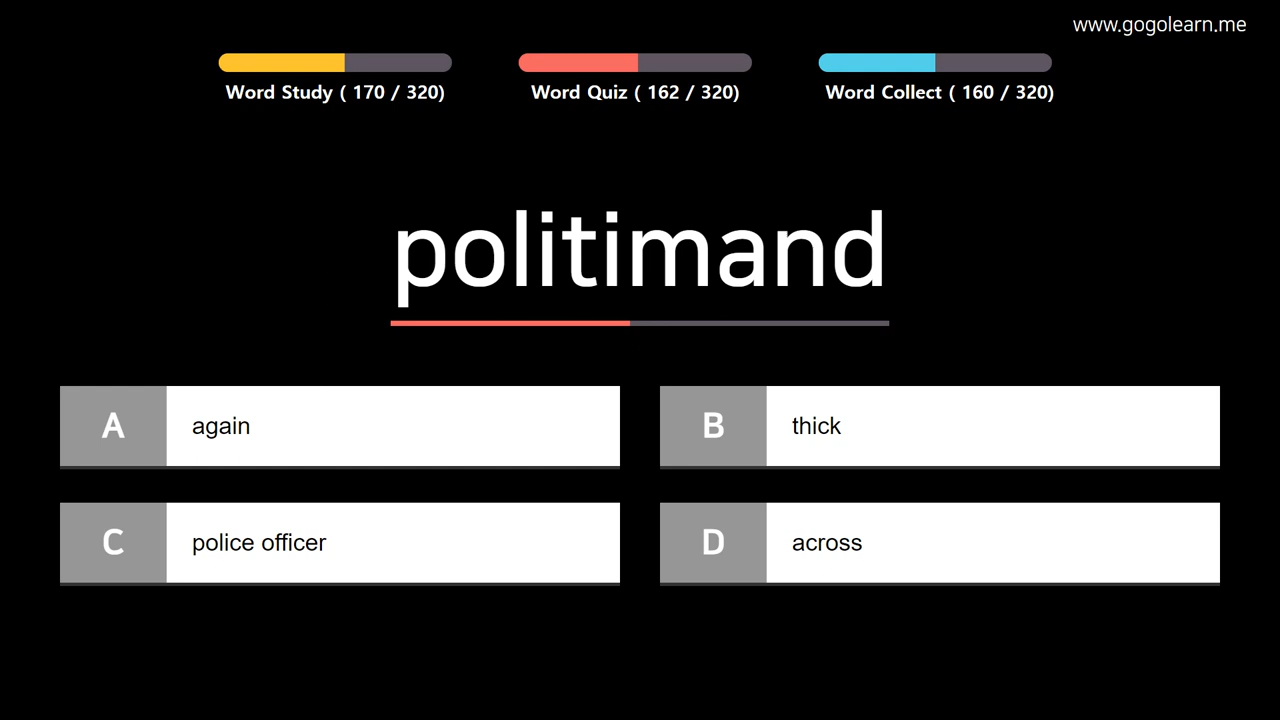 www.gogolearn.me
Word Study ( 170 / 320)
Word Quiz ( 162 / 320)
Word Collect ( 160 / 320)
politimand
A again
B thick
C police officer
D across